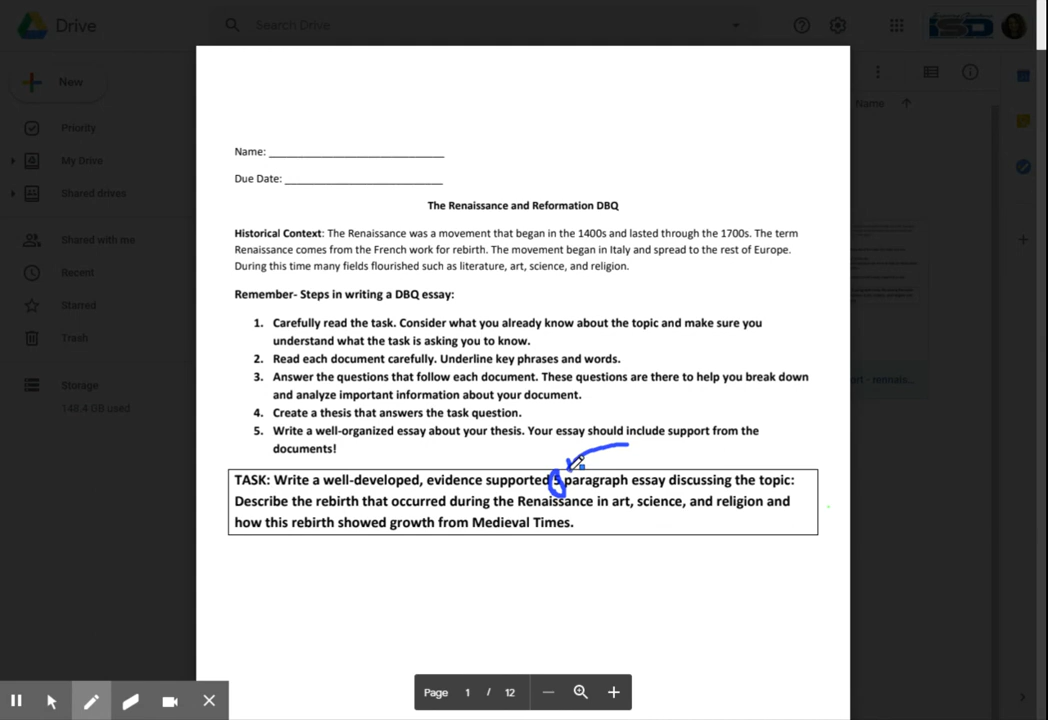 Drive
Search Drive
ISD
New
Name
Priority
My Drive
Shared drives
Shared with me
Recent
Starred
Trash
Storage
148.4 GB used
Name: ____________________________
Due Date: _________________________
The Renaissance and Reformation DBQ
Historical Context: The Renaissance was a movement that began in the 1400s and lasted through the 1700s. The term
Renaissance comes from the French work for rebirth. The movement began in Italy and spread to the rest of Europe.
During this time many fields flourished such as literature, art, science, and religion.
Remember- Steps in writing a DBQ essay:
1. Carefully read the task. Consider what you already know about the topic and make sure you
understand what the task is asking you to know.
2. Read each document carefully. Underline key phrases and words.
3. Answer the questions that follow each document. These questions are there to help you break down
and analyze important information about your document.
4. Create a thesis that answers the task question.
5. Write a well-organized essay about your thesis. Your essay should include support from the
documents!
TASK: Write a well-developed, evidence supported 5 paragraph essay discussing the topic:
Describe the rebirth that occurred during the Renaissance in art, science, and religion and
how this rebirth showed growth from Medieval Times.
Page 1 / 12